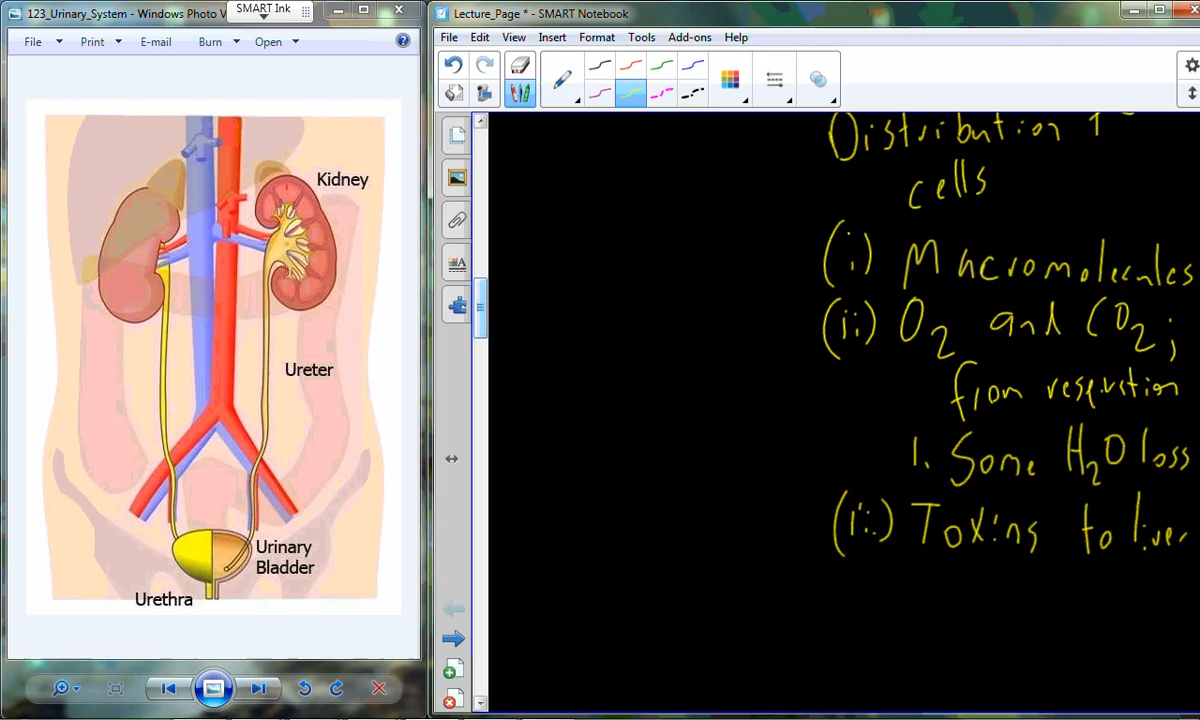 123_Urinary_System - Windows Photo V
SMART Ink
File Print E-mail Burn Open
Kidney
Ureter
Urinary
Bladder
Urethra
Lecture_Page * - SMART Notebook
File Edit View Insert Format Tools Add-ons Help
Distribution
cells
(i) Macromolecules
(ii) O2 and CO2;
from respiration
1. Some H2O loss
(iii) Toxins to liver